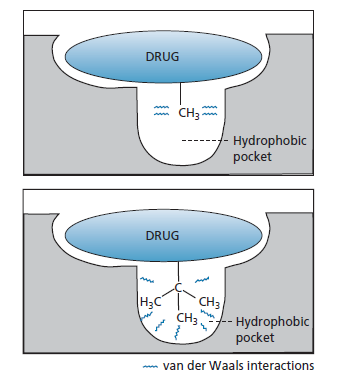 DRUG
CH3
Hydrophobic
pocket
DRUG
C
H3C
CH3
CH3
Hydrophobic
pocket
van der Waals interactions